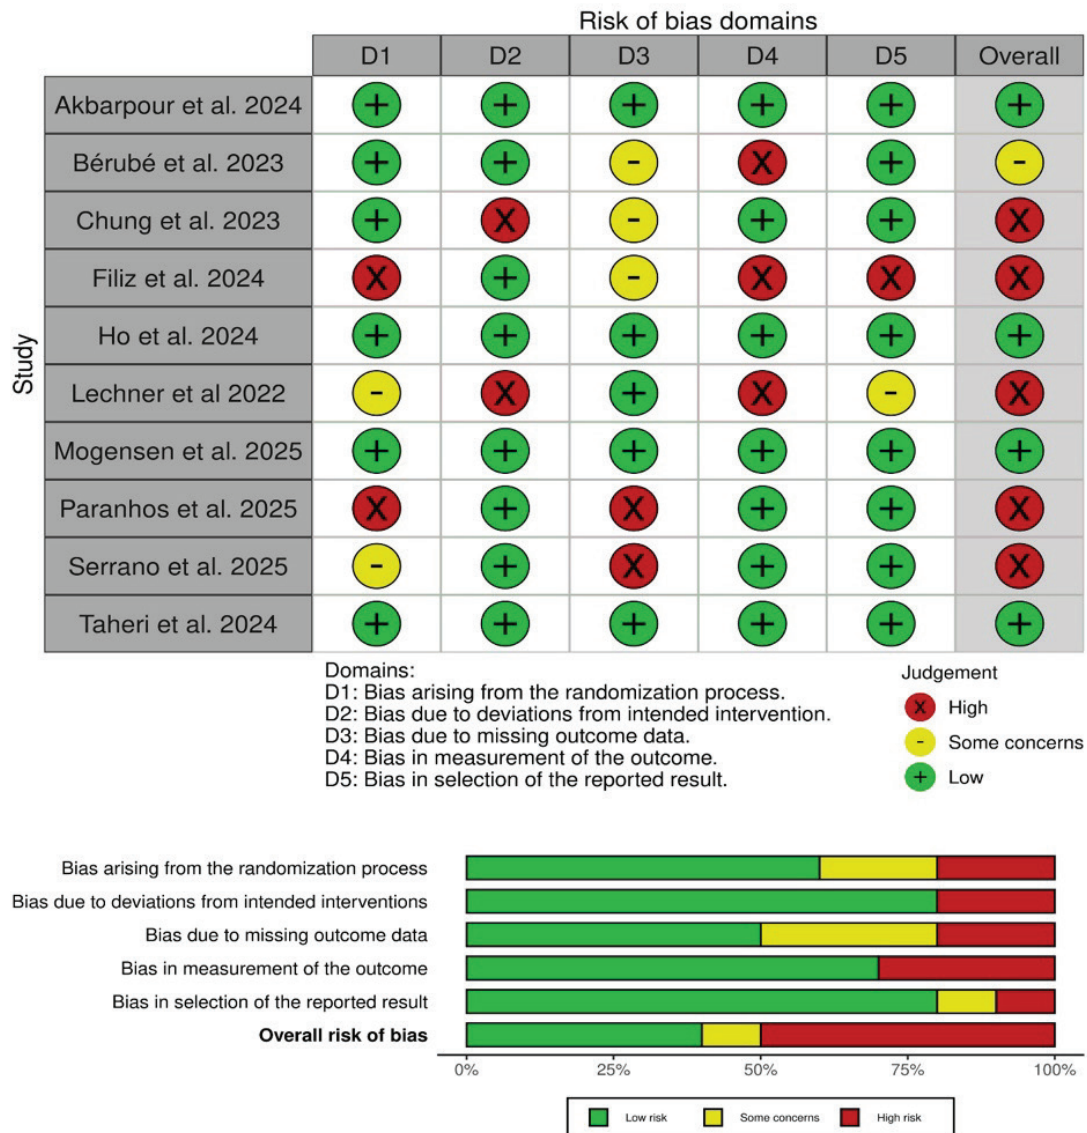 Risk of bias domains
D1 D2 D3 D4 D5 Overall
Study
Akbarpour et al. 2024 + + + + + +
Bérubé et al. 2023 + + - X + -
Chung et al. 2023 + X - + + X
Filiz et al. 2024 X + - X X X
Ho et al. 2024 + + + + + +
Lechner et al 2022 - X + X - X
Mogensen et al. 2025 + + + + + +
Paranhos et al. 2025 X + X + + X
Serrano et al. 2025 - + X + + X
Taheri et al. 2024 + + + + + +
Domains:
D1: Bias arising from the randomization process.
D2: Bias due to deviations from intended intervention.
D3: Bias due to missing outcome data.
D4: Bias in measurement of the outcome.
D5: Bias in selection of the reported result.
Judgement
X High
- Some concerns
+ Low
Bias arising from the randomization process
Bias due to deviations from intended interventions
Bias due to missing outcome data
Bias in measurement of the outcome
Bias in selection of the reported result
Overall risk of bias
0% 25% 50% 75% 100%
Low risk Some concerns High risk